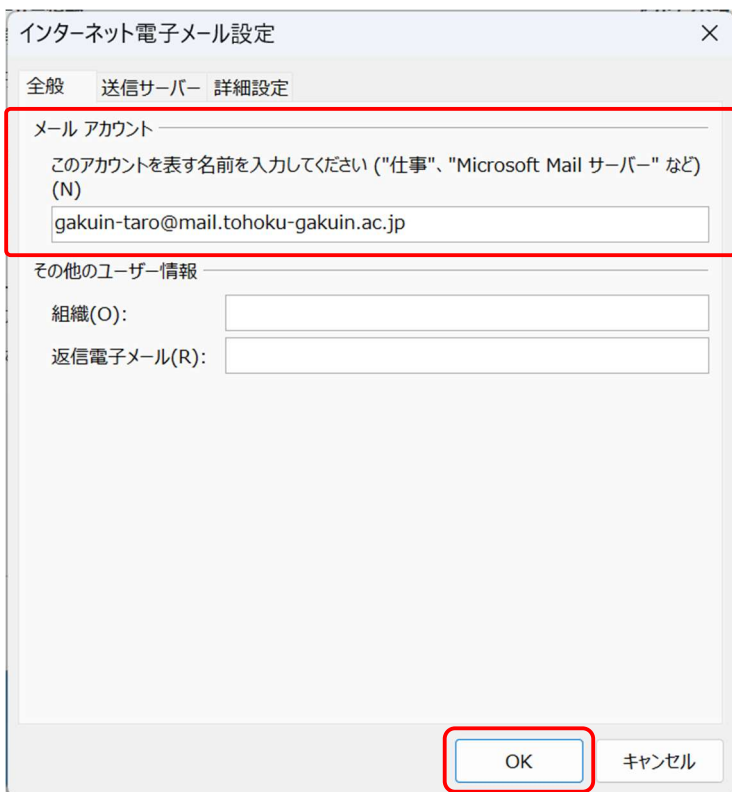 インターネット電子メール設定
全般 送信サーバー 詳細設定
メール アカウント
このアカウントを表す名前を入力してください ("仕事"、"Microsoft Mail サーバー" など)
(N)
gakuin-taro@mail.tohoku-gakuin.ac.jp
その他のユーザー情報
組織(O):
返信電子メール(R):
OK キャンセル